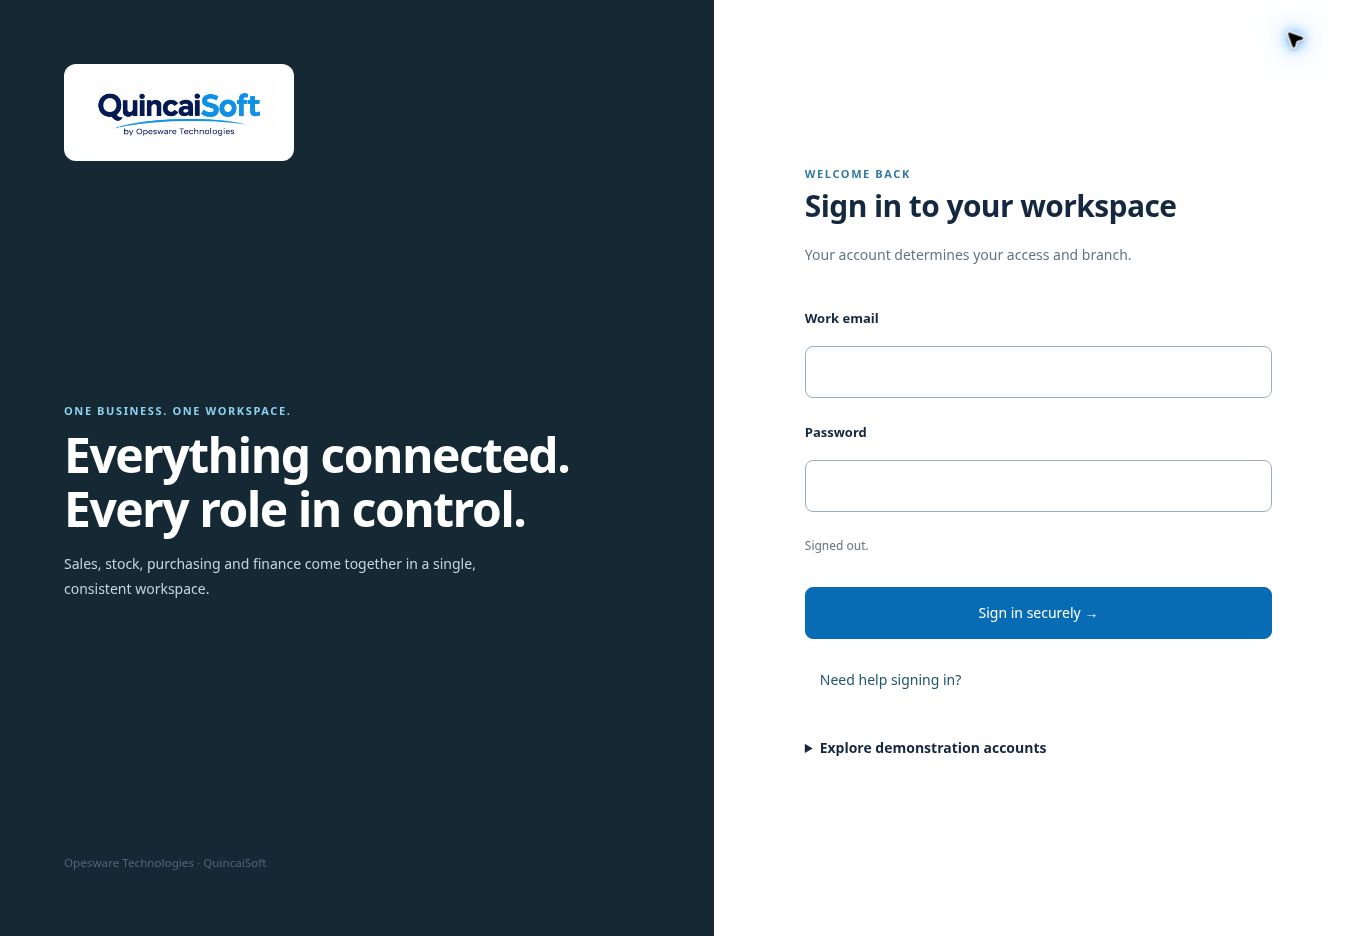 QuincaiSoft
by Opesware Technologies
ONE BUSINESS. ONE WORKSPACE.
Everything connected.
Every role in control.
Sales, stock, purchasing and finance come together in a single,
consistent workspace.
Opesware Technologies · QuincaiSoft
WELCOME BACK
Sign in to your workspace
Your account determines your access and branch.
Work email
Password
Signed out.
Sign in securely →
Need help signing in?
▶ Explore demonstration accounts